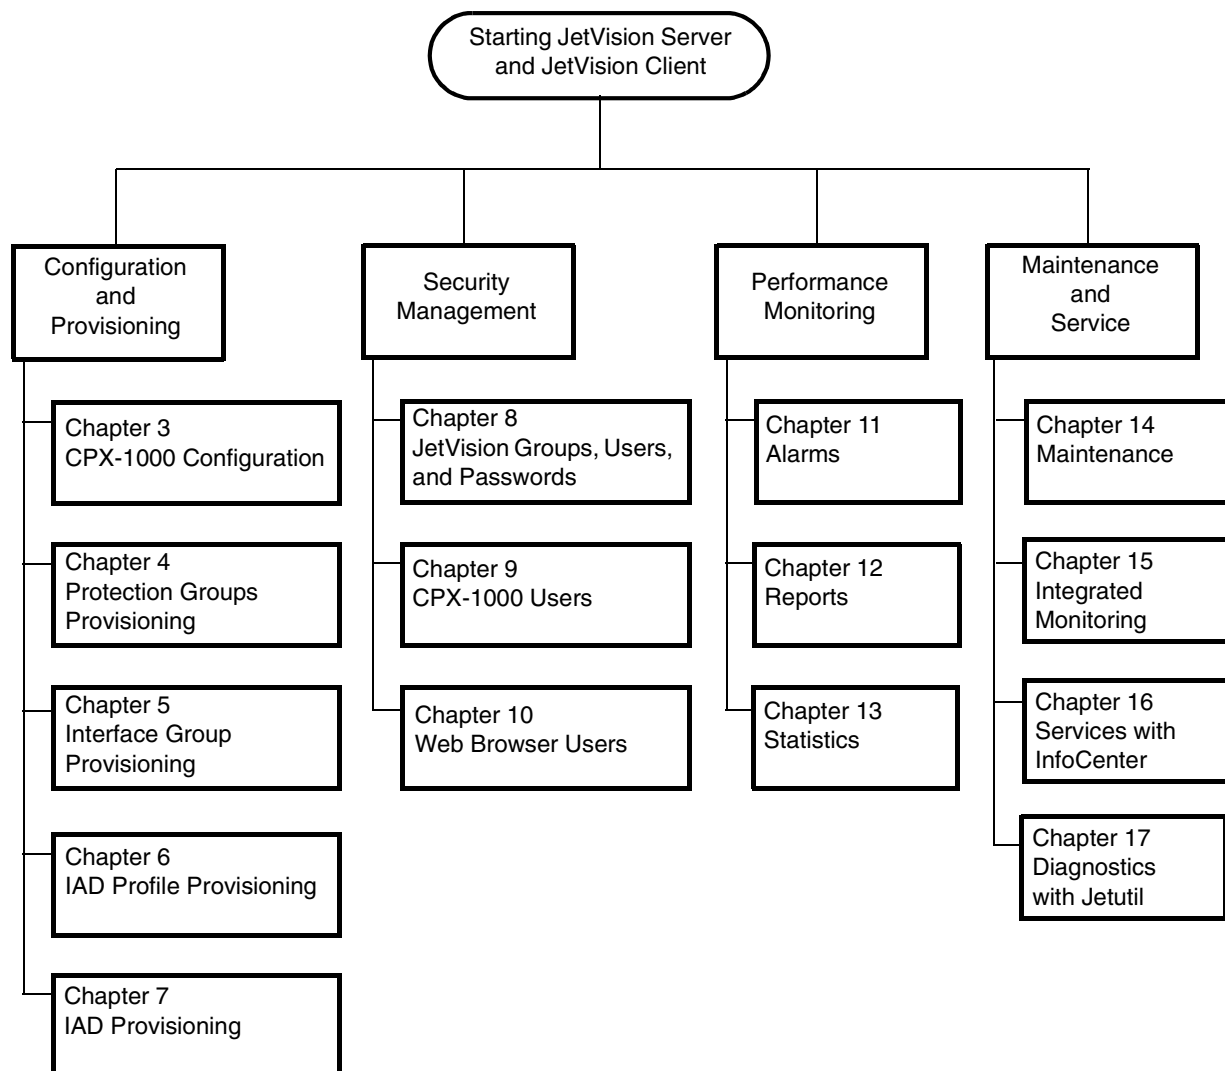 Starting JetVision Server
and JetVision Client
Configuration
and
Provisioning
Chapter 3
CPX-1000 Configuration
Chapter 4
Protection Groups
Provisioning
Chapter 5
Interface Group
Provisioning
Chapter 6
IAD Profile Provisioning
Chapter 7
IAD Provisioning
Security
Management
Chapter 8
JetVision Groups, Users,
and Passwords
Chapter 9
CPX-1000 Users
Chapter 10
Web Browser Users
Performance
Monitoring
Chapter 11
Alarms
Chapter 12
Reports
Chapter 13
Statistics
Maintenance
and
Service
Chapter 14
Maintenance
Chapter 15
Integrated
Monitoring
Chapter 16
Services with
InfoCenter
Chapter 17
Diagnostics
with Jetutil